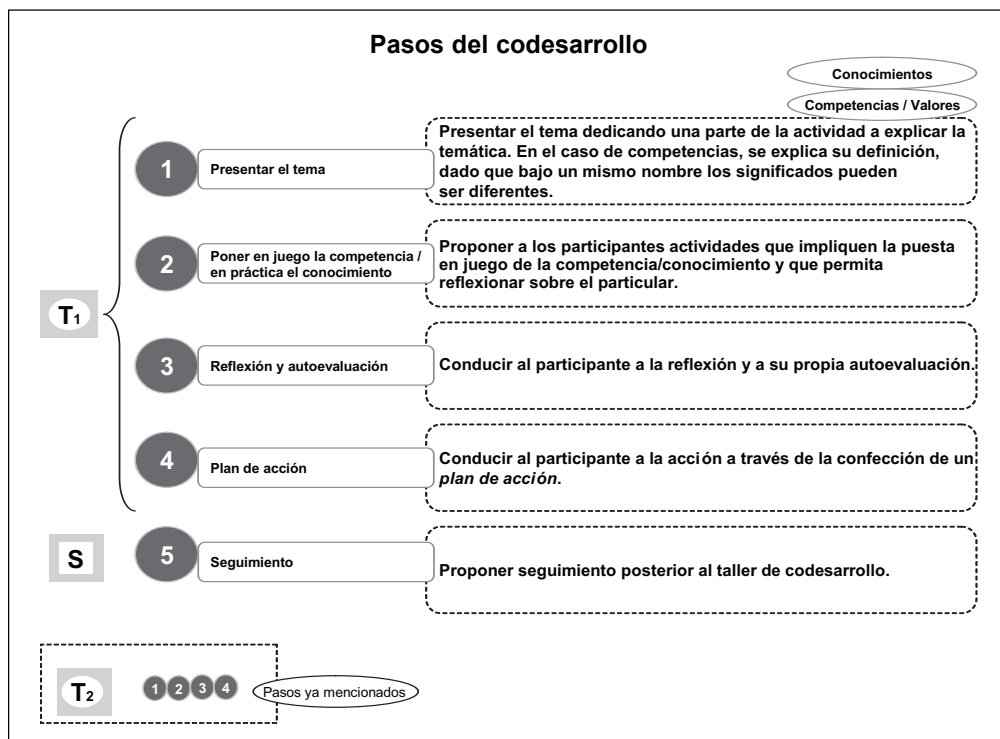 Pasos del codesarrollo
Conocimientos
Competencias / Valores
1
Presentar el tema
Presentar el tema dedicando una parte de la actividad a explicar la
temática. En el caso de competencias, se explica su definición,
dado que bajo un mismo nombre los significados pueden
ser diferentes.
2
Poner en juego la competencia /
en práctica el conocimiento
Proponer a los participantes actividades que impliquen la puesta
en juego de la competencia/conocimiento y que permita
reflexionar sobre el particular.
T1
3
Reflexión y autoevaluación
Conducir al participante a la reflexión y a su propia autoevaluación.
4
Plan de acción
Conducir al participante a la acción a través de la confección de un
plan de acción.
S
5
Seguimiento
Proponer seguimiento posterior al taller de codesarrollo.
T2
1 2 3 4
Pasos ya mencionados